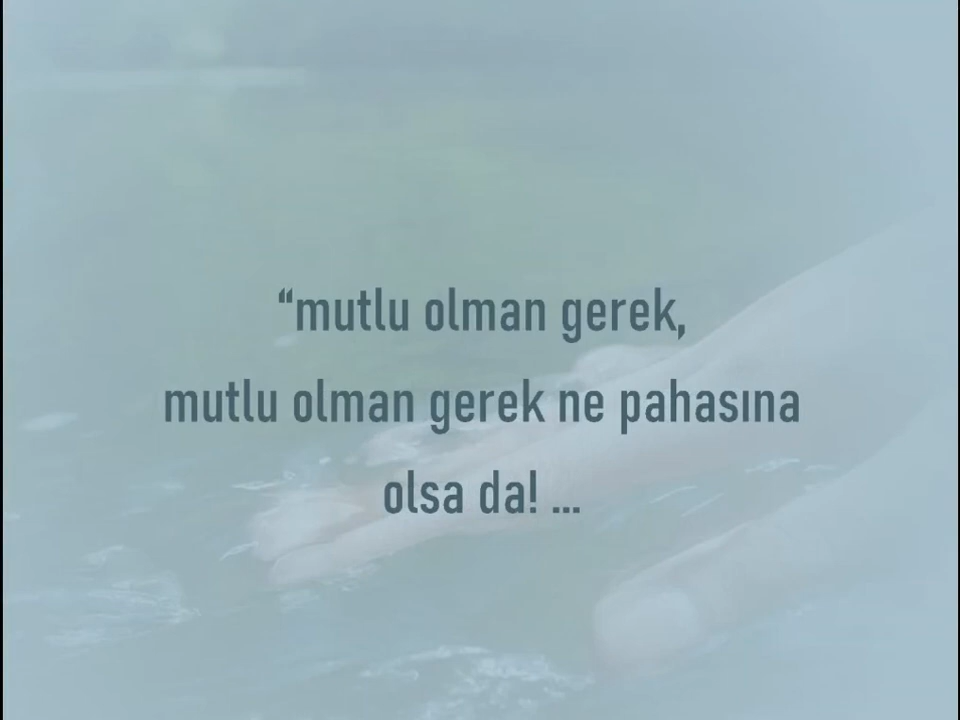 “mutlu olman gerek,
mutlu olman gerek ne pahasına
olsa da! ...